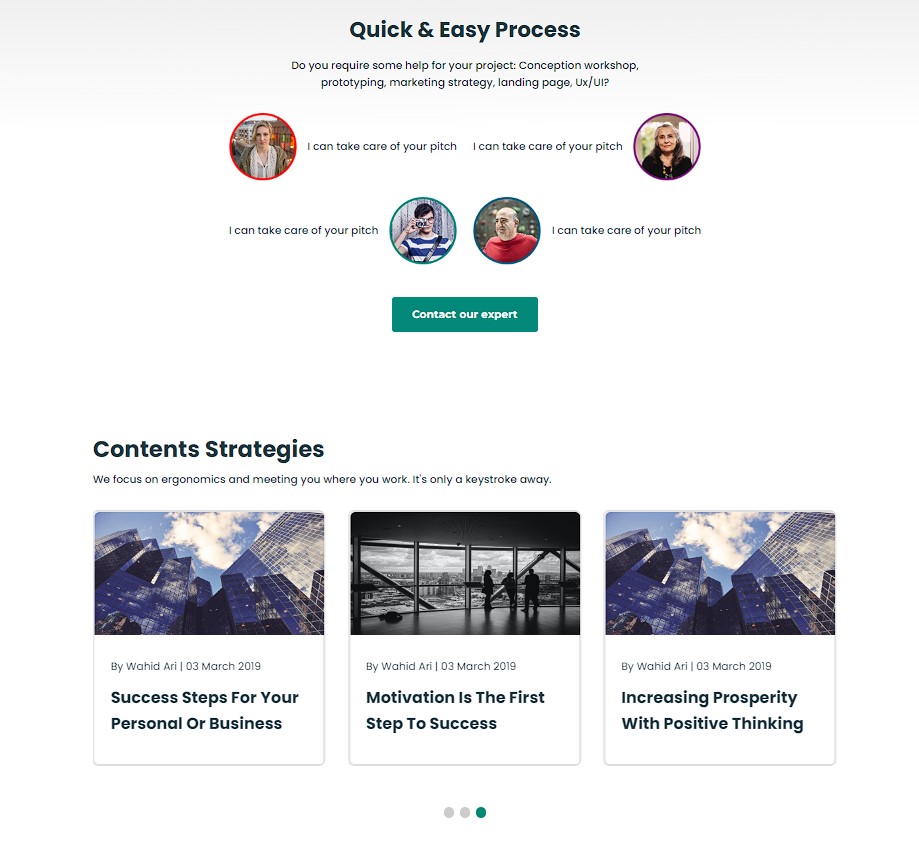 Quick & Easy Process
Do you require some help for your project: Conception workshop,
prototyping, marketing strategy, landing page, Ux/UI?
I can take care of your pitch
I can take care of your pitch
I can take care of your pitch
I can take care of your pitch
Contact our expert
Contents Strategies
We focus on ergonomics and meeting you where you work. It's only a keystroke away.
By Wahid Ari | 03 March 2019
Success Steps For Your
Personal Or Business
By Wahid Ari | 03 March 2019
Motivation Is The First
Step To Success
By Wahid Ari | 03 March 2019
Increasing Prosperity
With Positive Thinking